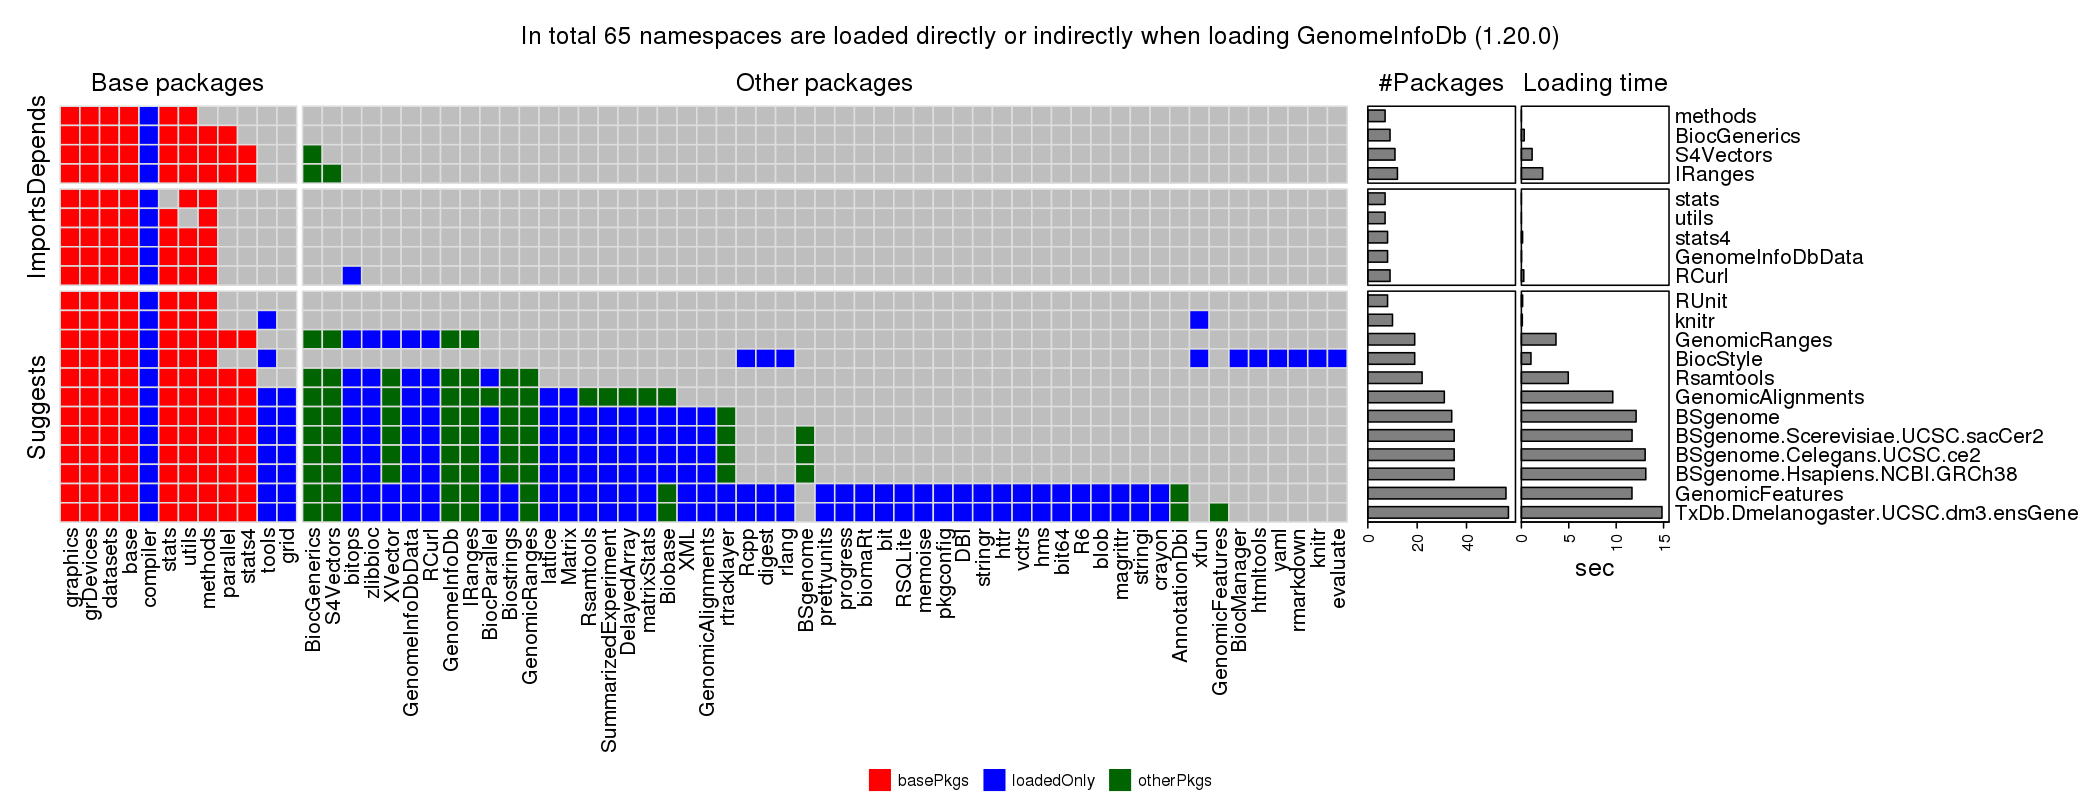 In total 65 namespaces are loaded directly or indirectly when loading GenomeInfoDb (1.20.0)
Base packages
Other packages
#Packages
Loading time
Depends
Imports
Suggests
methods
BiocGenerics
S4Vectors
IRanges
stats
utils
stats4
GenomeInfoDbData
RCurl
RUnit
knitr
GenomicRanges
BiocStyle
Rsamtools
GenomicAlignments
BSgenome
BSgenome.Scerevisiae.UCSC.sacCer2
BSgenome.Celegans.UCSC.ce2
BSgenome.Hsapiens.NCBI.GRCh38
GenomicFeatures
TxDb.Dmelanogaster.UCSC.dm3.ensGene
graphics
grDevices
datasets
base
compiler
stats
utils
methods
parallel
stats4
tools
grid
BiocGenerics
S4Vectors
bitops
zlibbioc
XVector
GenomeInfoDbData
RCurl
GenomeInfoDb
IRanges
BiocParallel
Biostrings
GenomicRanges
lattice
Matrix
Rsamtools
SummarizedExperiment
DelayedArray
matrixStats
Biobase
XML
GenomicAlignments
rtracklayer
Rcpp
digest
rlang
BSgenome
prettyunits
progress
biomaRt
bit
RSQLite
memoise
pkgconfig
DBI
stringr
httr
vctrs
hms
bit64
R6
blob
magrittr
stringi
crayon
AnnotationDbi
xfun
GenomicFeatures
BiocManager
htmltools
yaml
rmarkdown
knitr
evaluate
0
20
40
0
5
10
15
sec
basePkgs
loadedOnly
otherPkgs